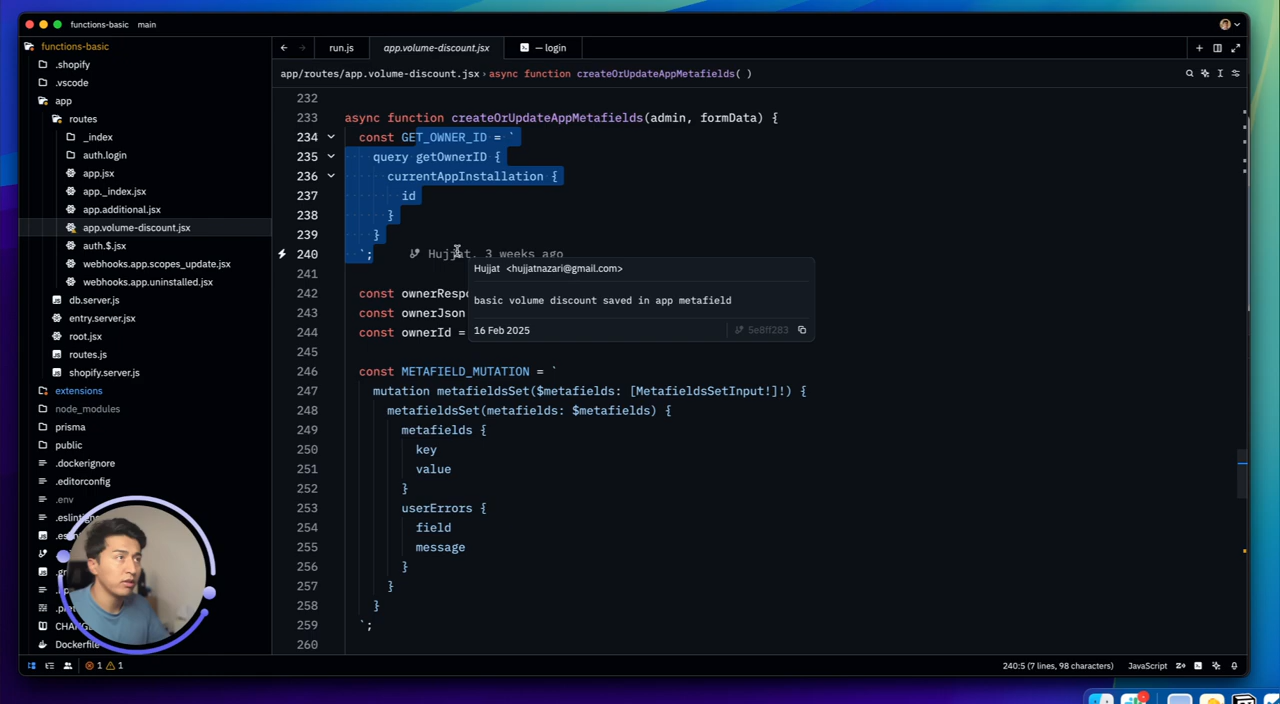 functions-basic main
functions-basic
.shopify
.vscode
app
routes
_index
auth.login
app.jsx
app._index.jsx
app.additional.jsx
app.volume-discount.jsx
auth.$.jsx
webhooks.app.scopes_update.jsx
webhooks.app.uninstalled.jsx
db.server.js
entry.server.jsx
root.jsx
routes.js
shopify.server.js
extensions
node_modules
prisma
public
.dockerignore
.editorconfig
.env
Dockerfile
run.js
app.volume-discount.jsx
— login
app/routes/app.volume-discount.jsx › async function createOrUpdateAppMetafields( )
232
233 async function createOrUpdateAppMetafields(admin, formData) {
234 const GET_OWNER_ID = `
235 query getOwnerID {
236 currentAppInstallation {
237 id
238 }
239 }
240 `; Hujjat, 3 weeks ago
241
Hujjat <hujjatnazari@gmail.com>
basic volume discount saved in app metafield
16 Feb 2025 5e8ff283
242 const ownerResp
243 const ownerJson
244 const ownerId =
245
246 const METAFIELD_MUTATION = `
247 mutation metafieldsSet($metafields: [MetafieldsSetInput!]!) {
248 metafieldsSet(metafields: $metafields) {
249 metafields {
250 key
251 value
252 }
253 userErrors {
254 field
255 message
256 }
257 }
258 }
259 `;
260
1 1
240:5 (7 lines, 98 characters) JavaScript